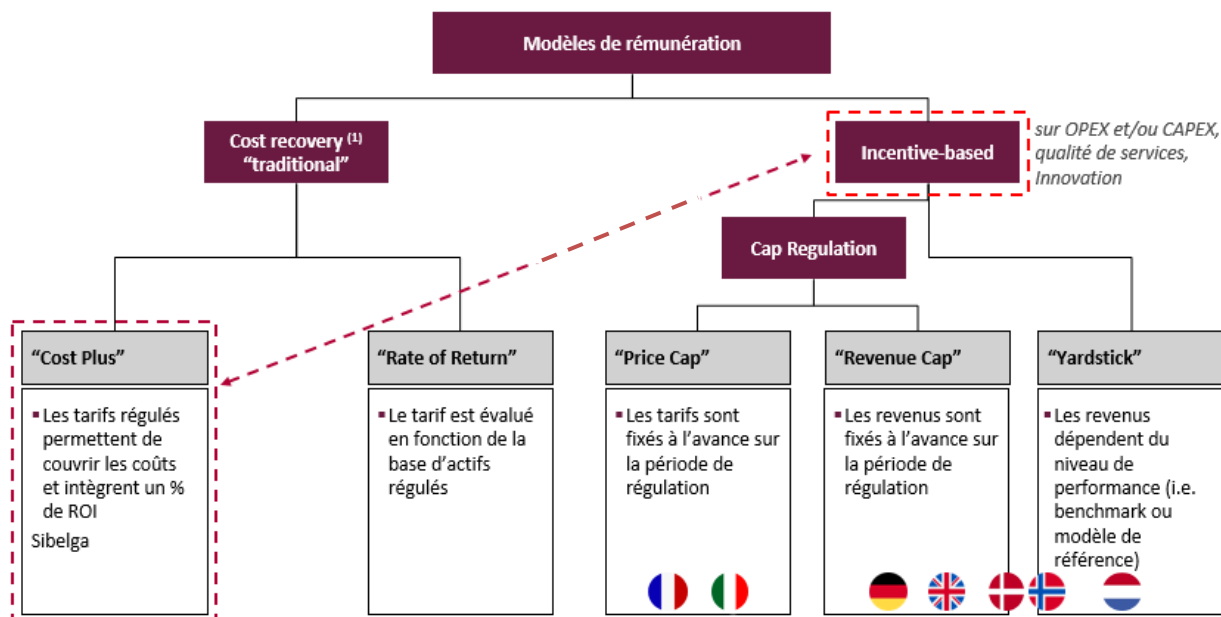 Modèles de rémunération
Cost recovery (1)
“traditional”
Incentive-based
sur OPEX et/ou CAPEX,
qualité de services,
Innovation
Cap Regulation
“Cost Plus”
Les tarifs régulés
permettent de
couvrir les coûts
et intègrent un %
de ROI
Sibelga
“Rate of Return”
Le tarif est évalué
en fonction de la
base d’actifs
régulés
“Price Cap”
Les tarifs sont
fixés à l’avance sur
la période de
régulation
“Revenue Cap”
Les revenus sont
fixés à l’avance sur
la période de
régulation
“Yardstick”
Les revenus
dépendent du
niveau de
performance (i.e.
benchmark ou
modèle de
référence)